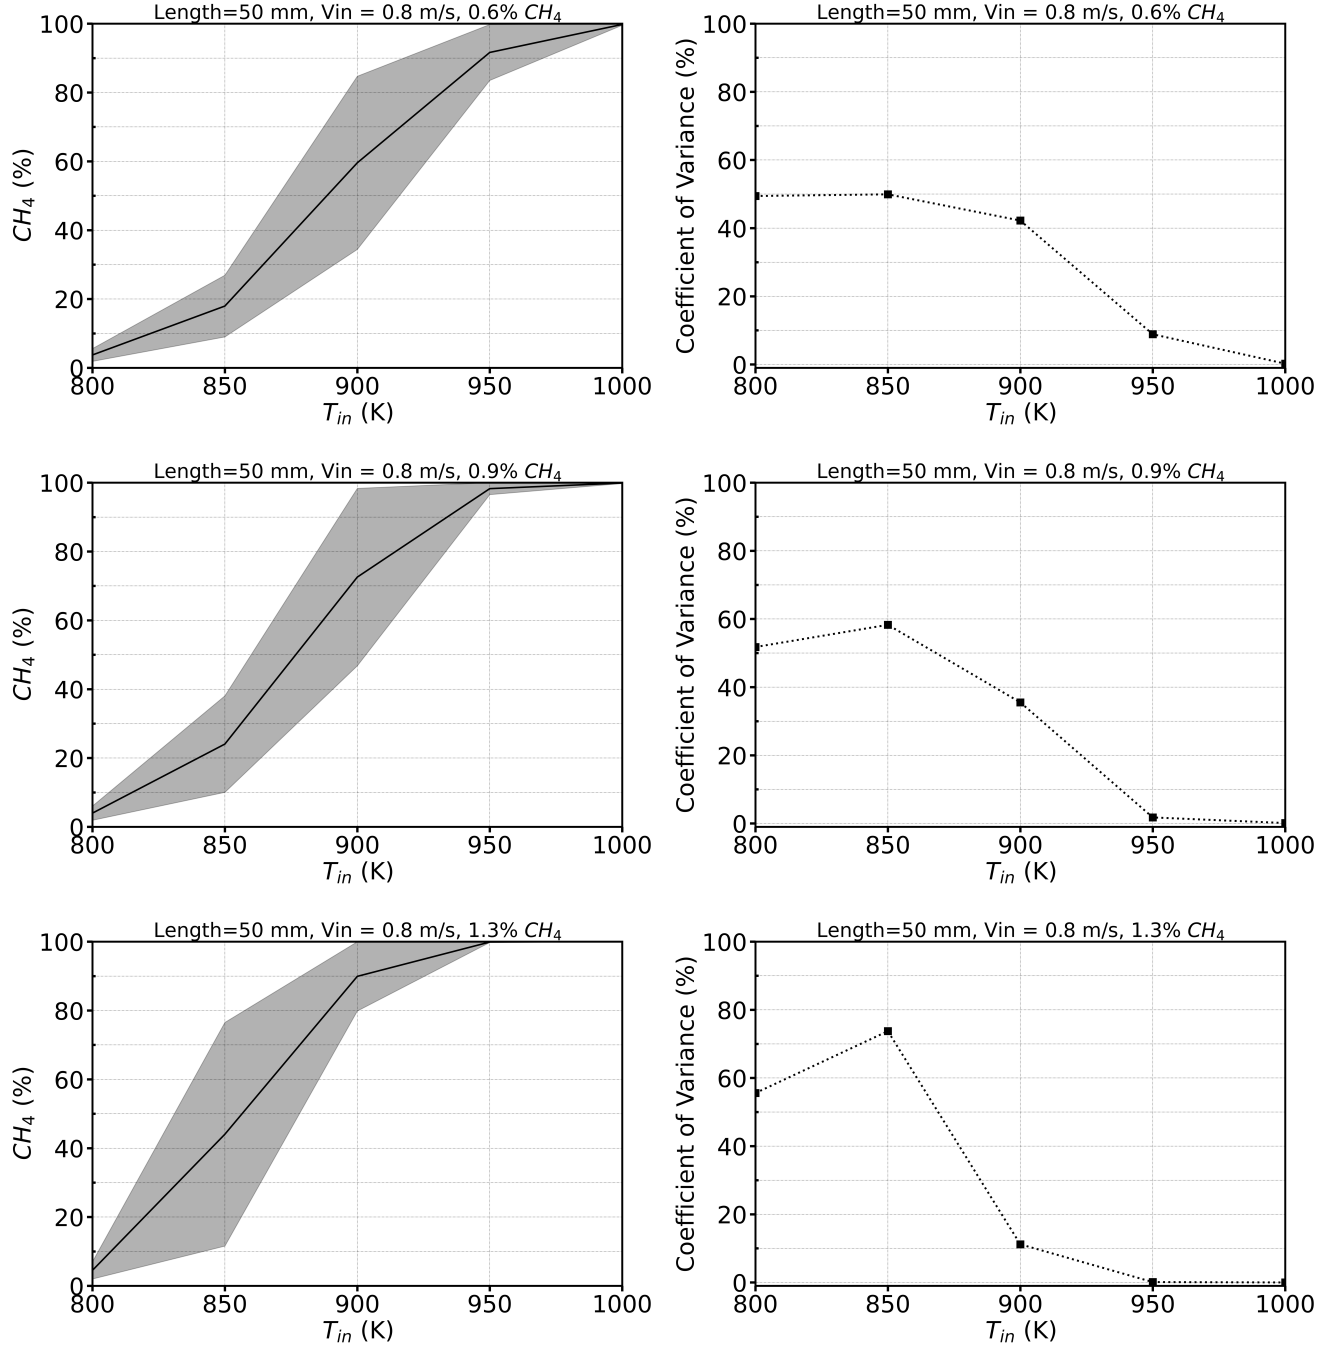 Length=50 mm, Vin = 0.8 m/s, 0.6% CH4
100
80
60
40
20
0
CH4 (%)
800 850 900 950 1000
Tin (K)
Length=50 mm, Vin = 0.8 m/s, 0.6% CH4
100
80
60
40
20
0
Coefficient of Variance (%)
800 850 900 950 1000
Tin (K)
Length=50 mm, Vin = 0.8 m/s, 0.9% CH4
100
80
60
40
20
0
CH4 (%)
800 850 900 950 1000
Tin (K)
Length=50 mm, Vin = 0.8 m/s, 0.9% CH4
100
80
60
40
20
0
Coefficient of Variance (%)
800 850 900 950 1000
Tin (K)
Length=50 mm, Vin = 0.8 m/s, 1.3% CH4
100
80
60
40
20
0
CH4 (%)
800 850 900 950 1000
Tin (K)
Length=50 mm, Vin = 0.8 m/s, 1.3% CH4
100
80
60
40
20
0
Coefficient of Variance (%)
800 850 900 950 1000
Tin (K)